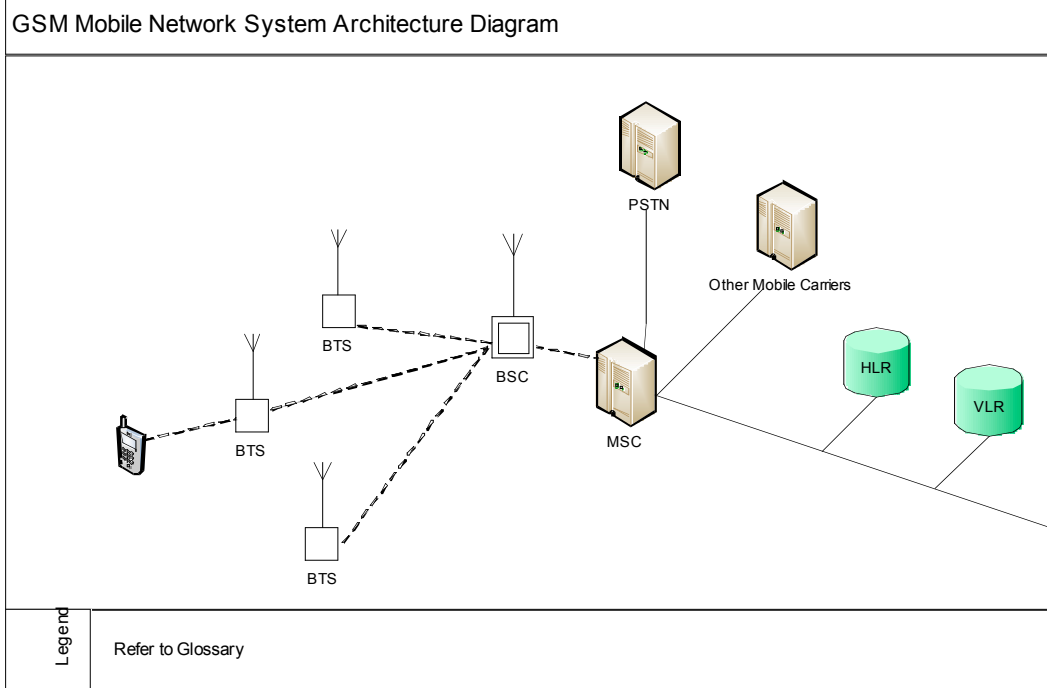 GSM Mobile Network System Architecture Diagram
PSTN
Other Mobile Carriers
BTS
BSC
HLR
VLR
BTS
MSC
BTS
Legend
Refer to Glossary